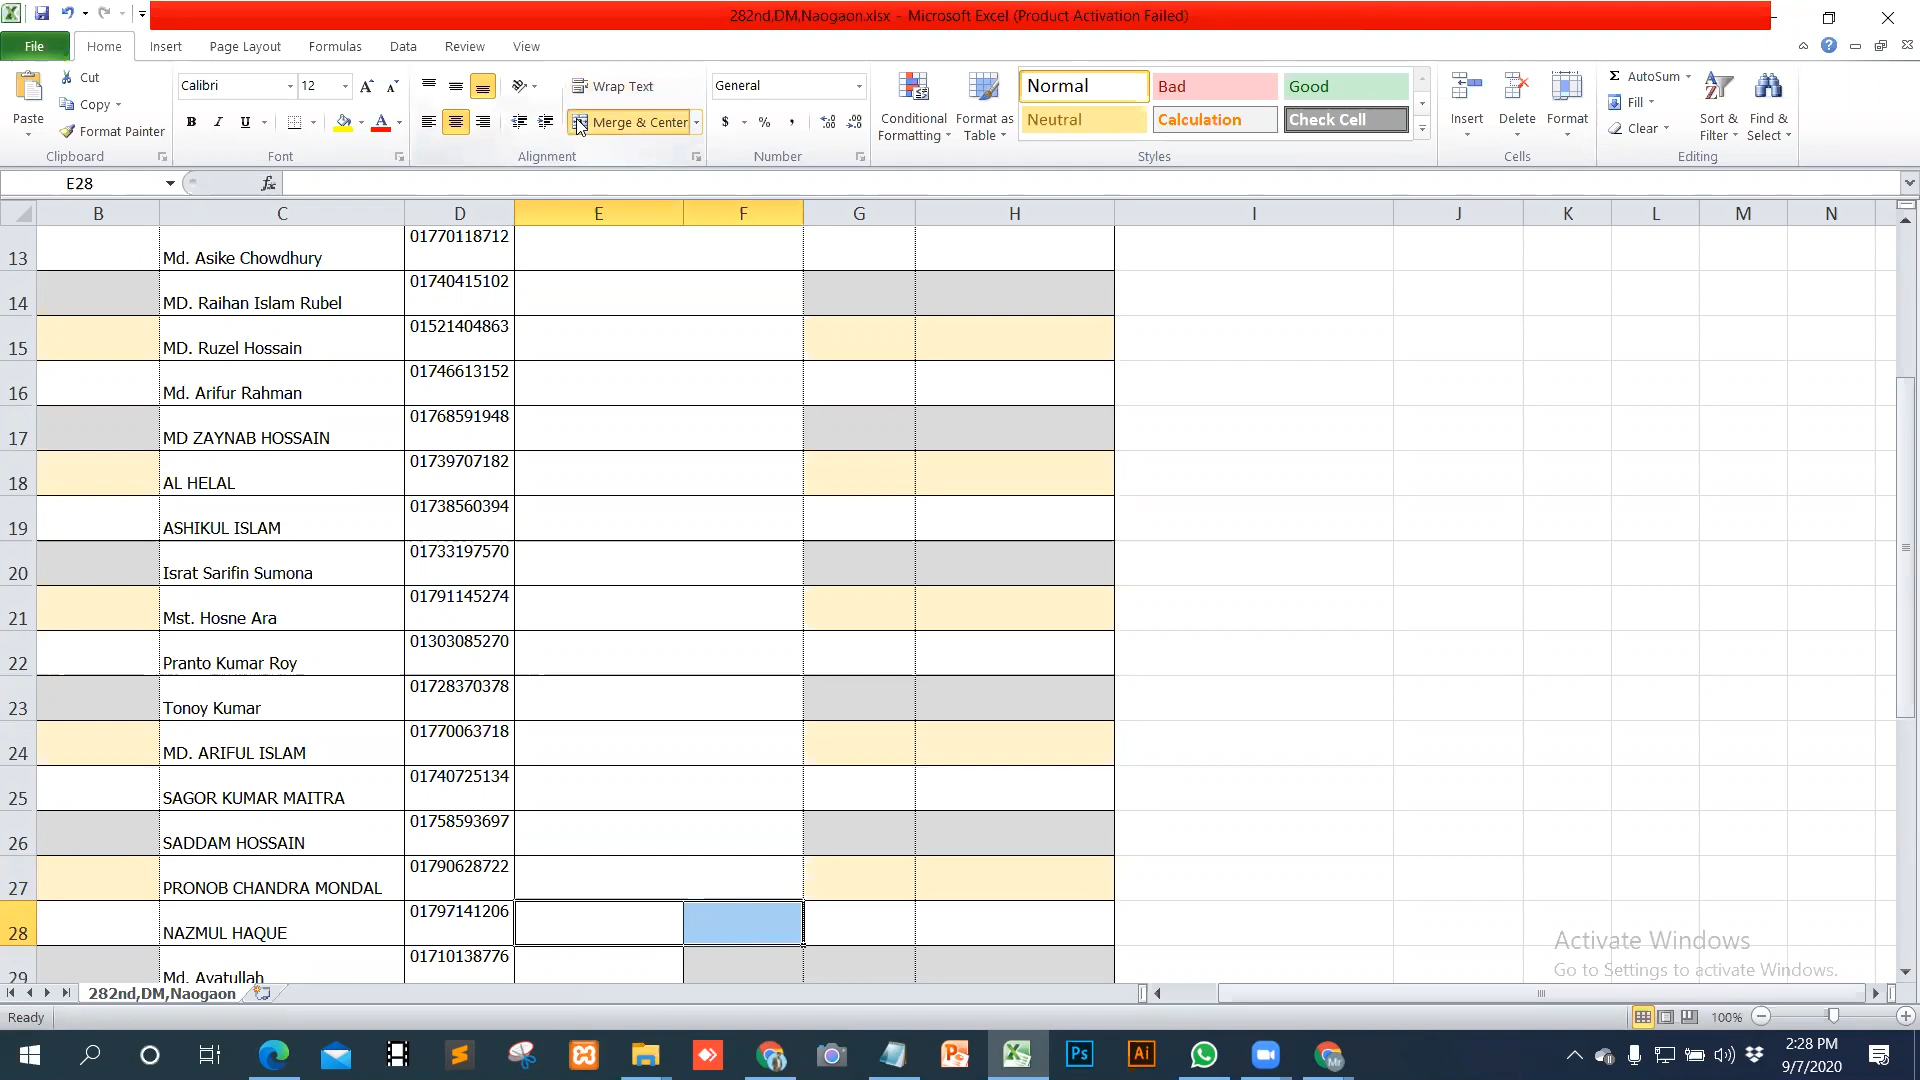 282nd,DM,Naogaon.xlsx - Microsoft Excel (Product Activation Failed)
File Home Insert Page Layout Formulas Data Review View
Paste
Cut
Copy
Format Painter
Clipboard
Calibri 12
B I U
Font
Wrap Text
Merge & Center
Alignment
General
$ % ,
Number
Conditional Formatting
Format as Table
Normal Bad Good
Neutral Calculation Check Cell
Styles
Insert Delete Format
Cells
AutoSum
Fill
Clear
Sort & Filter
Find & Select
Editing
E28 fx
B C D E F G H I J K L M N
13 Md. Asike Chowdhury 01770118712
14 MD. Raihan Islam Rubel 01740415102
15 MD. Ruzel Hossain 01521404863
16 Md. Arifur Rahman 01746613152
17 MD ZAYNAB HOSSAIN 01768591948
18 AL HELAL 01739707182
19 ASHIKUL ISLAM 01738560394
20 Israt Sarifin Sumona 01733197570
21 Mst. Hosne Ara 01791145274
22 Pranto Kumar Roy 01303085270
23 Tonoy Kumar 01728370378
24 MD. ARIFUL ISLAM 01770063718
25 SAGOR KUMAR MAITRA 01740725134
26 SADDAM HOSSAIN 01758593697
27 PRONOB CHANDRA MONDAL 01790628722
28 NAZMUL HAQUE 01797141206
29 Md. Ayatullah 01710138776
Activate Windows
Go to Settings to activate Windows.
282nd,DM,Naogaon
Ready 100%
2:28 PM
9/7/2020